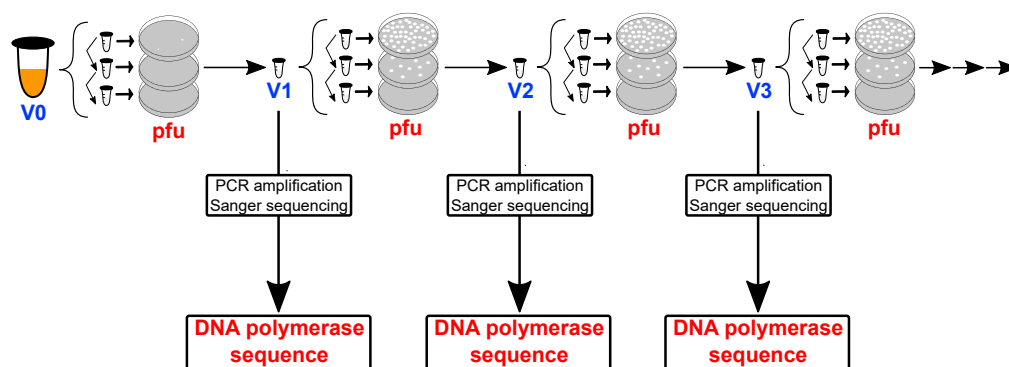 V0
pfu
V1
pfu
V2
pfu
V3
pfu
PCR amplification
Sanger sequencing
PCR amplification
Sanger sequencing
PCR amplification
Sanger sequencing
DNA polymerase
sequence
DNA polymerase
sequence
DNA polymerase
sequence